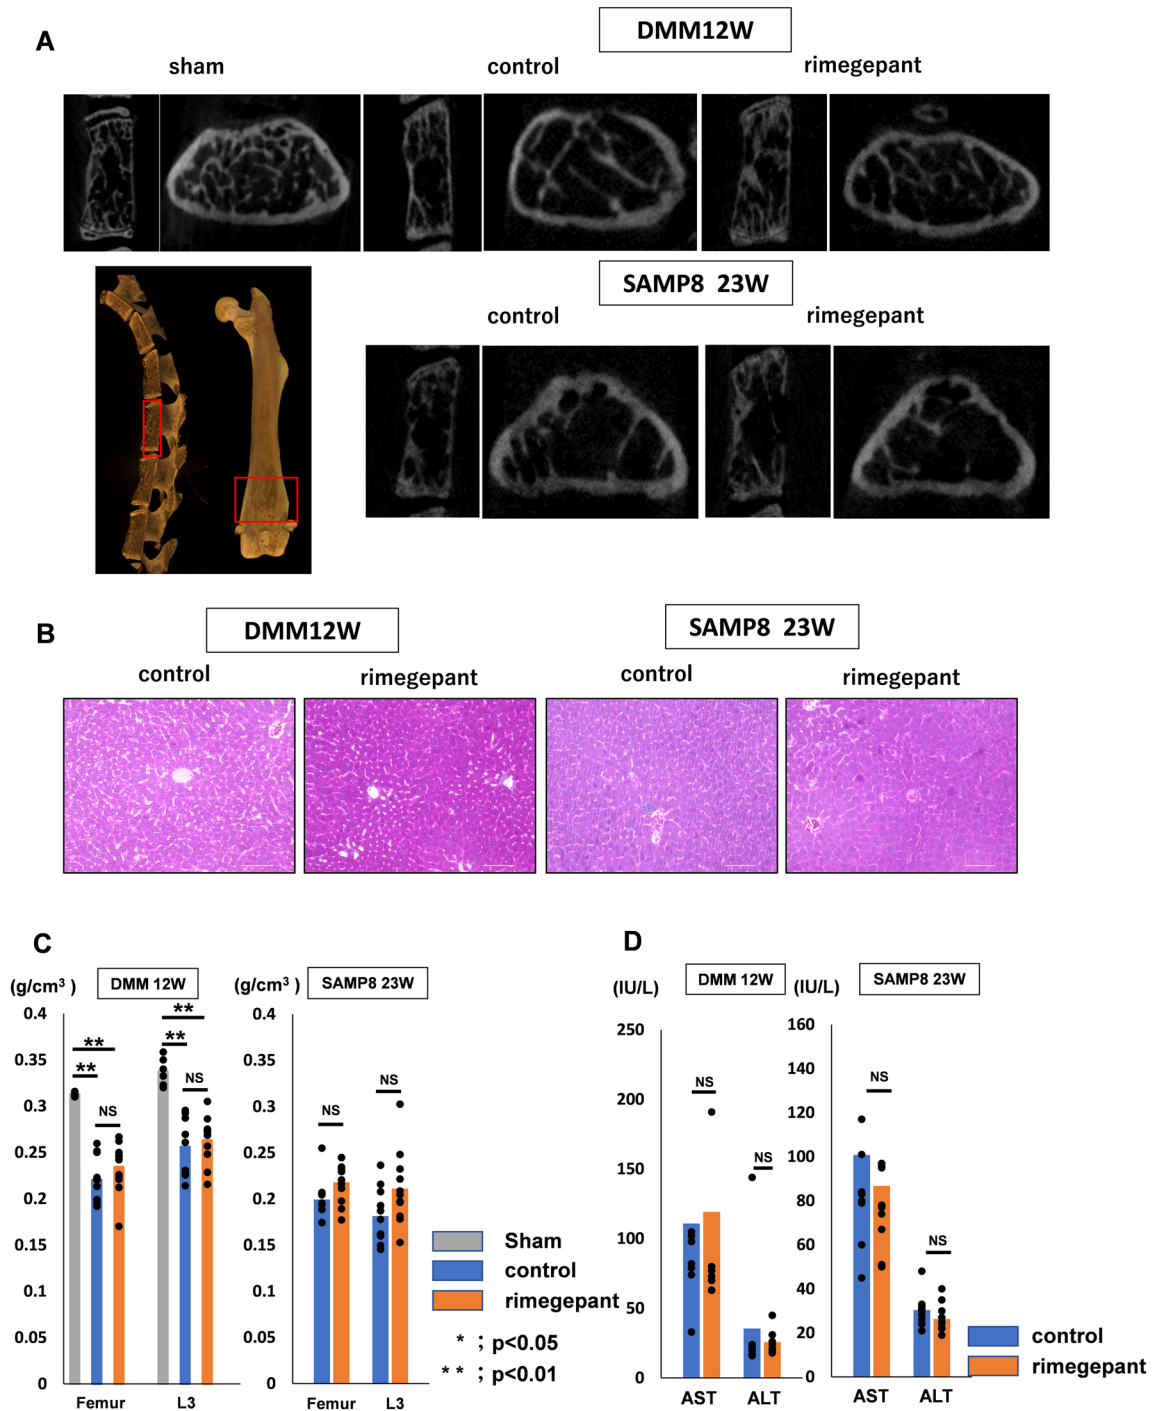 A
DMM12W
sham
control
rimegepant
SAMP8 23W
control
rimegepant
B
DMM12W
SAMP8 23W
control
rimegepant
control
rimegepant
C
D
(g/cm³ )
DMM 12W
(g/cm³ )
SAMP8 23W
(IU/L)
DMM 12W
(IU/L)
SAMP8 23W
0.4
0.35
0.3
0.25
0.2
0.15
0.1
0.05
0
**
**
NS
**
**
NS
Femur
L3
0.4
0.35
0.3
0.25
0.2
0.15
0.1
0.05
0
NS
NS
Femur
L3
Sham
control
rimegepant
* ; p<0.05
** ; p<0.01
250
200
150
100
50
0
NS
NS
AST
ALT
160
140
120
100
80
60
40
20
0
NS
NS
AST
ALT
control
rimegepant